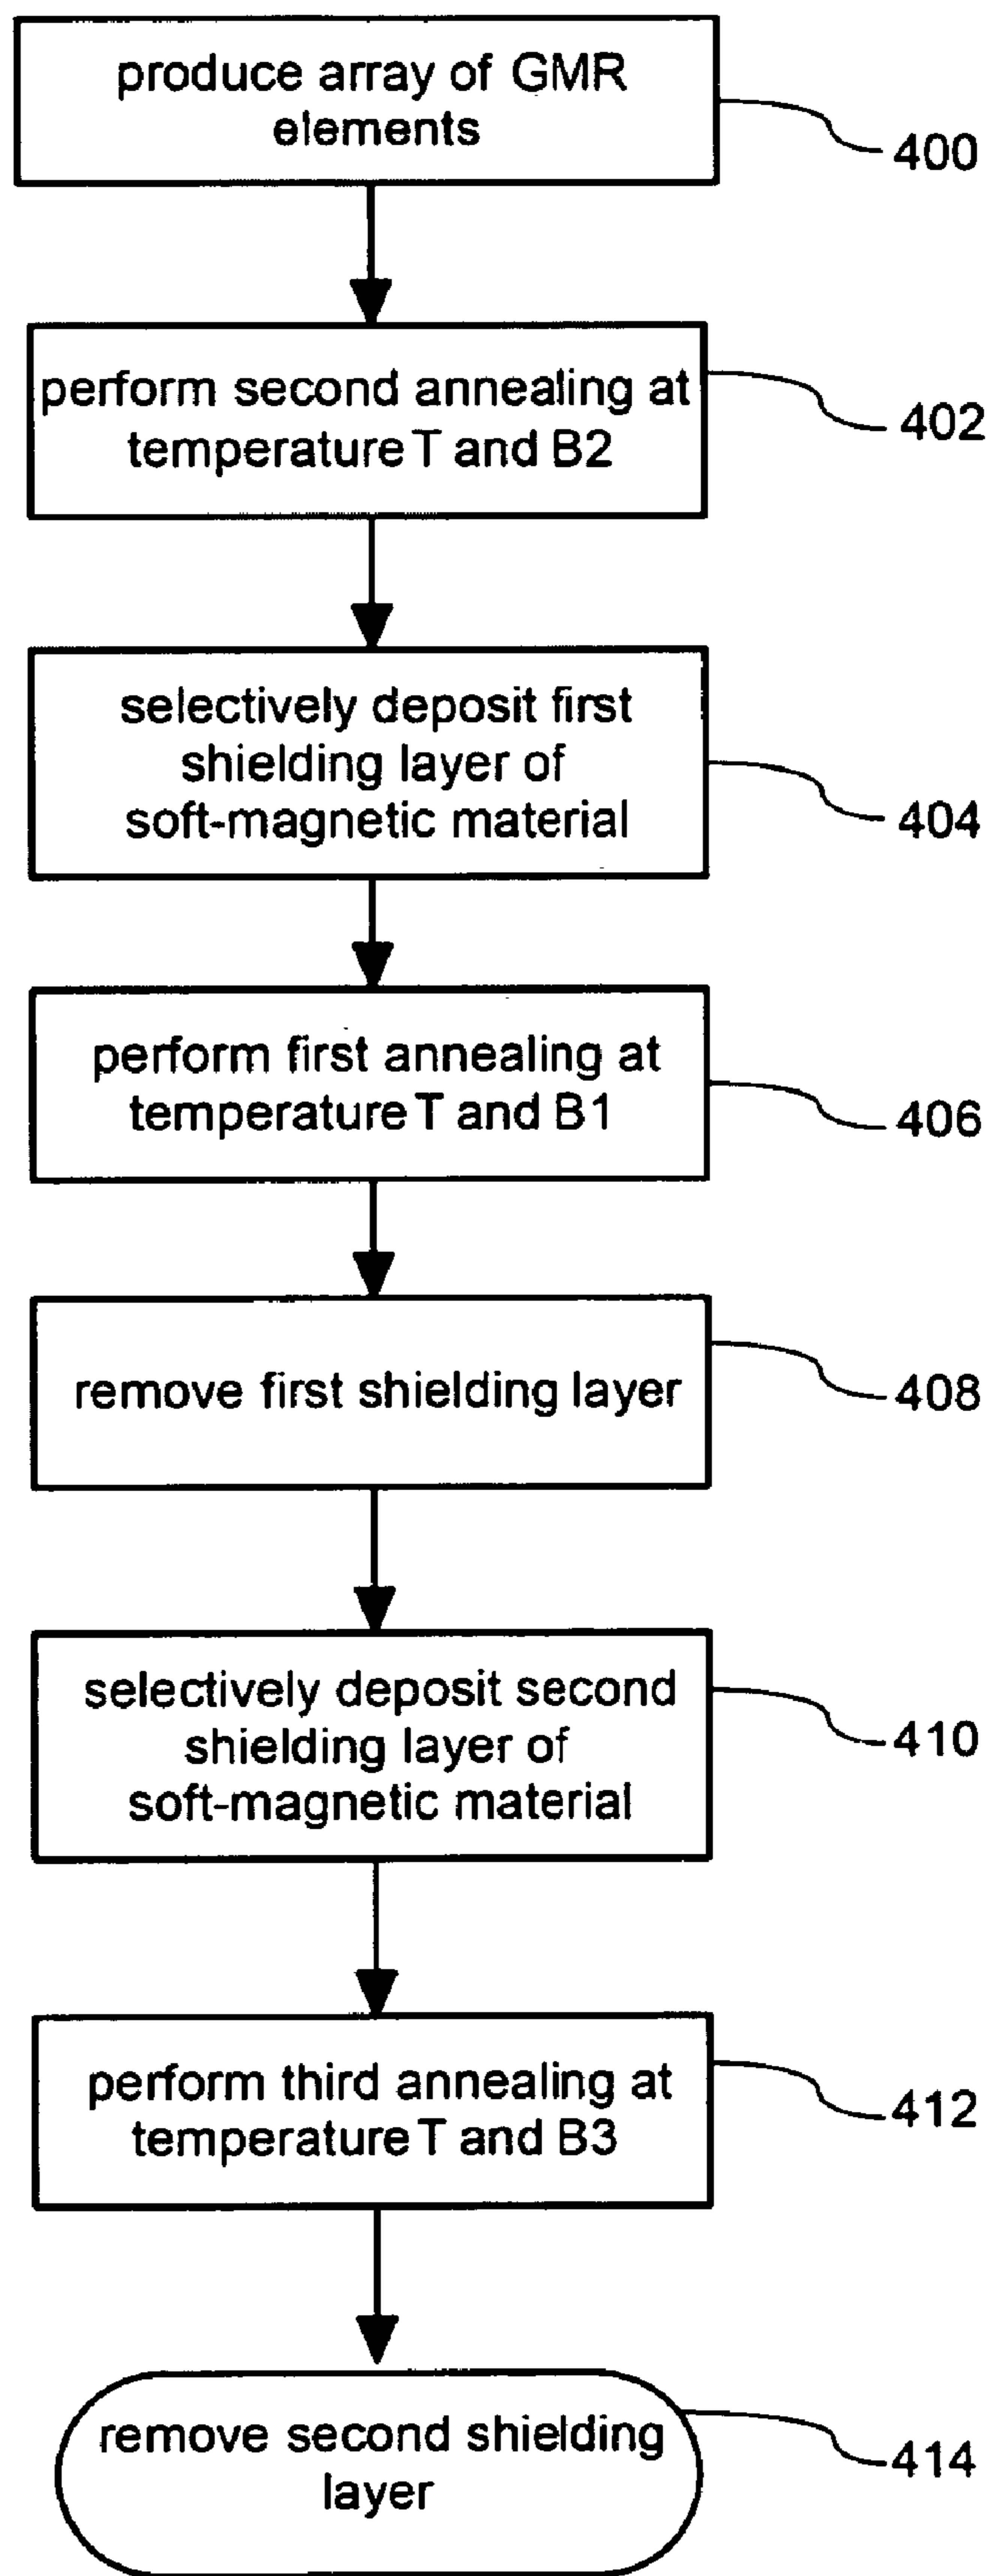 produce array of GMR
elements
400
perform second annealing at
temperature T and B2
402
selectively deposit first
shielding layer of
soft-magnetic material
404
perform first annealing at
temperature T and B1
406
remove first shielding layer
408
selectively deposit second
shielding layer of
soft-magnetic material
410
perform third annealing at
temperature T and B3
412
remove second shielding
layer
414